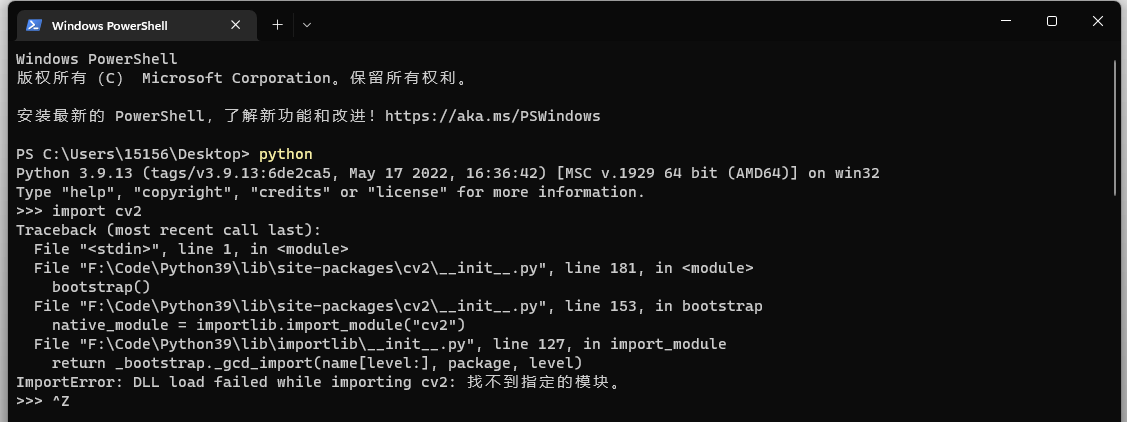 Windows PowerShell
Windows PowerShell
版权所有 (C)  Microsoft Corporation。保留所有权利。
安装最新的 PowerShell，了解新功能和改进！https://aka.ms/PSWindows
PS C:\Users\15156\Desktop> python
Python 3.9.13 (tags/v3.9.13:6de2ca5, May 17 2022, 16:36:42) [MSC v.1929 64 bit (AMD64)] on win32
Type "help", "copyright", "credits" or "license" for more information.
>>> import cv2
Traceback (most recent call last):
  File "<stdin>", line 1, in <module>
  File "F:\Code\Python39\lib\site-packages\cv2\__init__.py", line 181, in <module>
    bootstrap()
  File "F:\Code\Python39\lib\site-packages\cv2\__init__.py", line 153, in bootstrap
    native_module = importlib.import_module("cv2")
  File "F:\Code\Python39\lib\importlib\__init__.py", line 127, in import_module
    return _bootstrap._gcd_import(name[level:], package, level)
ImportError: DLL load failed while importing cv2: 找不到指定的模块。
>>> ^Z